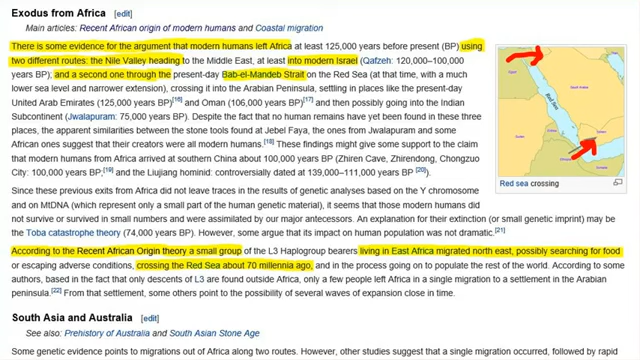 Exodus from Africa [edit]
Main articles: Recent African origin of modern humans and Coastal migration
There is some evidence for the argument that modern humans left Africa at least 125,000 years before present (BP) using
two different routes: the Nile Valley heading to the Middle East, at least into modern Israel (Qafzeh: 120,000–100,000
years BP); and a second one through the present-day Bab-el-Mandeb Strait on the Red Sea (at that time, with a much
lower sea level and narrower extension), crossing it into the Arabian Peninsula, settling in places like the present-day
United Arab Emirates (125,000 years BP)[16] and Oman (106,000 years BP)[17] and then possibly going into the Indian
Subcontinent (Jwalapuram: 75,000 years BP). Despite the fact that no human remains have yet been found in these three
places, the apparent similarities between the stone tools found at Jebel Faya, the ones from Jwalapuram and some
African ones suggest that their creators were all modern humans.[18] These findings might give some support to the claim
that modern humans from Africa arrived at southern China about 100,000 years BP (Zhiren Cave, Zhirendong, Chongzuo
City: 100,000 years BP;[19] and the Liujiang hominid: controversially dated at 139,000–111,000 years BP [20]).
Since these previous exits from Africa did not leave traces in the results of genetic analyses based on the Y chromosome
and on MtDNA (which represent only a small part of the human genetic material), it seems that those modern humans did
not survive or survived in small numbers and were assimilated by our major antecessors. An explanation for their extinction (or small genetic imprint) may be
the Toba catastrophe theory (74,000 years BP). However, some argue that its impact on human population was not dramatic.[21]
According to the Recent African Origin theory a small group of the L3 Haplogroup bearers living in East Africa migrated north east, possibly searching for food
or escaping adverse conditions, crossing the Red Sea about 70 millennia ago, and in the process going on to populate the rest of the world. According to some
authors, based in the fact that only descents of L3 are found outside Africa, only a few people left Africa in a single migration to a settlement in the Arabian
peninsula.[22] From that settlement, some others point to the possibility of several waves of expansion close in time.
Red Sea
Red sea crossing
South Asia and Australia [edit]
See also: Prehistory of Australia and South Asian Stone Age
Some genetic evidence points to migrations out of Africa along two routes. However, other studies suggest that a single migration occurred, followed by rapid